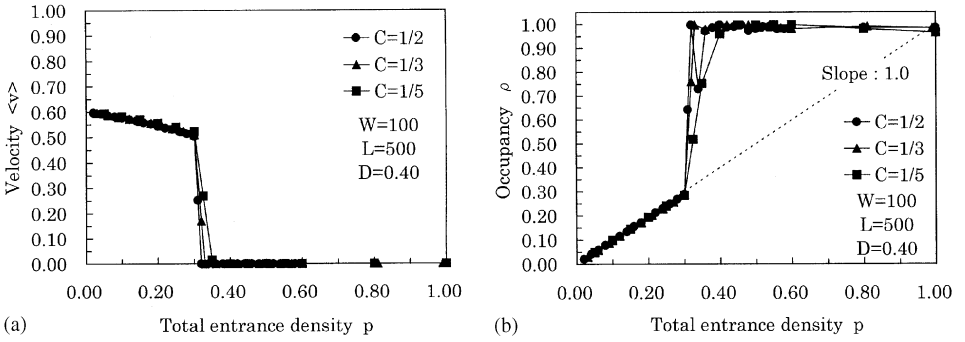 1.00
0.90
0.80
0.70
0.60
0.50
0.40
0.30
0.20
0.10
0.00
Velocity <v>
C=1/2
C=1/3
C=1/5
W=100
L=500
D=0.40
0.00 0.20 0.40 0.60 0.80 1.00
(a) Total entrance density p
1.00
0.90
0.80
0.70
0.60
0.50
0.40
0.30
0.20
0.10
0.00
Occupancy ρ
Slope : 1.0
C=1/2
C=1/3
C=1/5
W=100
L=500
D=0.40
0.00 0.20 0.40 0.60 0.80 1.00
(b) Total entrance density p